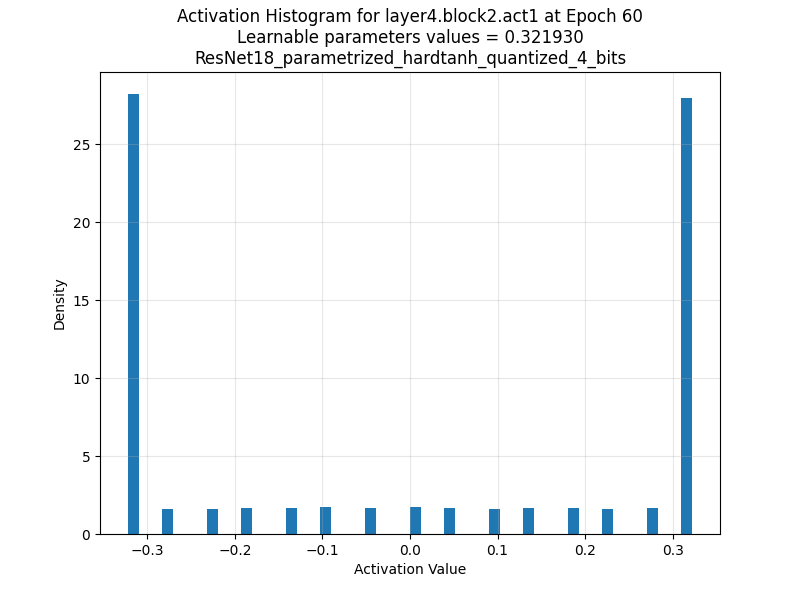 Activation Histogram for layer4.block2.act1 at Epoch 60
Learnable parameters values = 0.321930
ResNet18_parametrized_hardtanh_quantized_4_bits
25
20
15
10
5
0
Density
−0.3 −0.2 −0.1 0.0 0.1 0.2 0.3
Activation Value